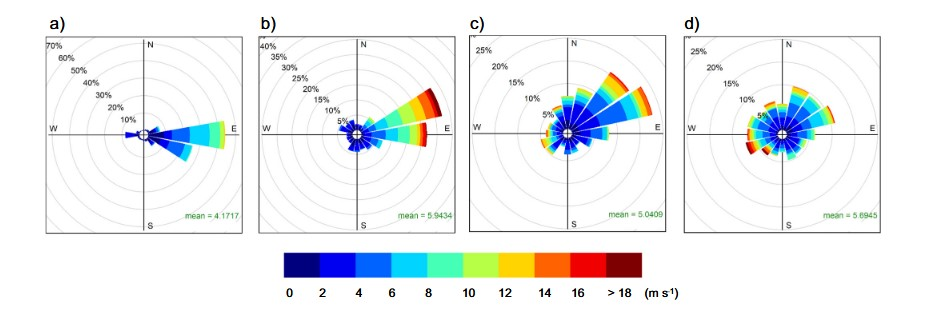 a)
70%
60%
50%
40%
30%
20%
10%
N
W
E
S
mean = 4.1717
b)
40%
35%
30%
25%
20%
15%
10%
5%
N
W
E
S
mean = 5.9434
c)
25%
20%
15%
10%
5%
N
W
E
S
mean = 5.0409
d)
25%
20%
15%
10%
5%
N
W
E
S
mean = 5.6945
0 2 4 6 8 10 12 14 16 > 18 (m s-1)